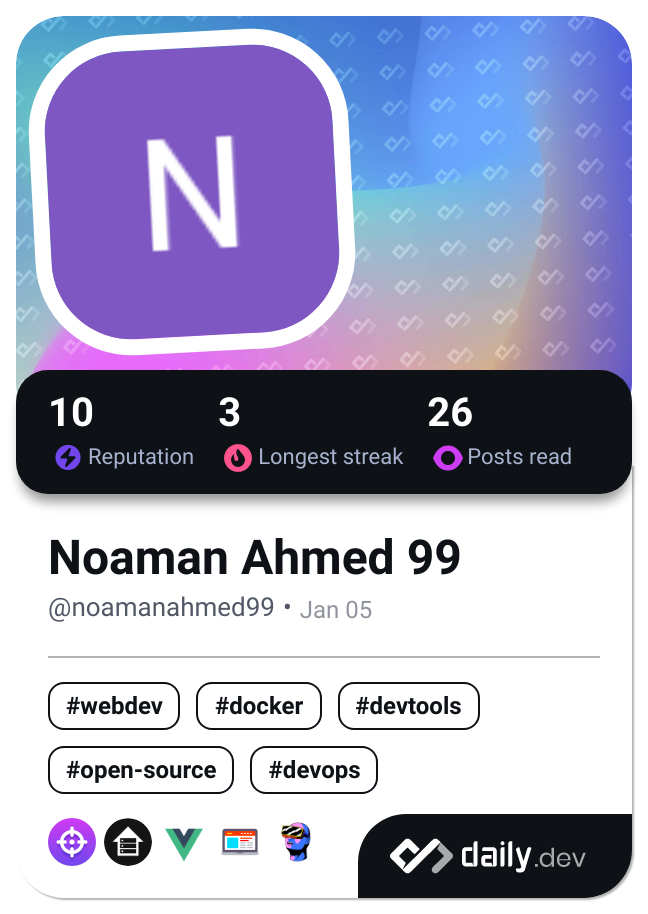 N
10 3 26
Reputation Longest streak Posts read
Noaman Ahmed 99
@noamanahmed99 • Jan 05
#webdev #docker #devtools
#open-source #devops
daily.dev